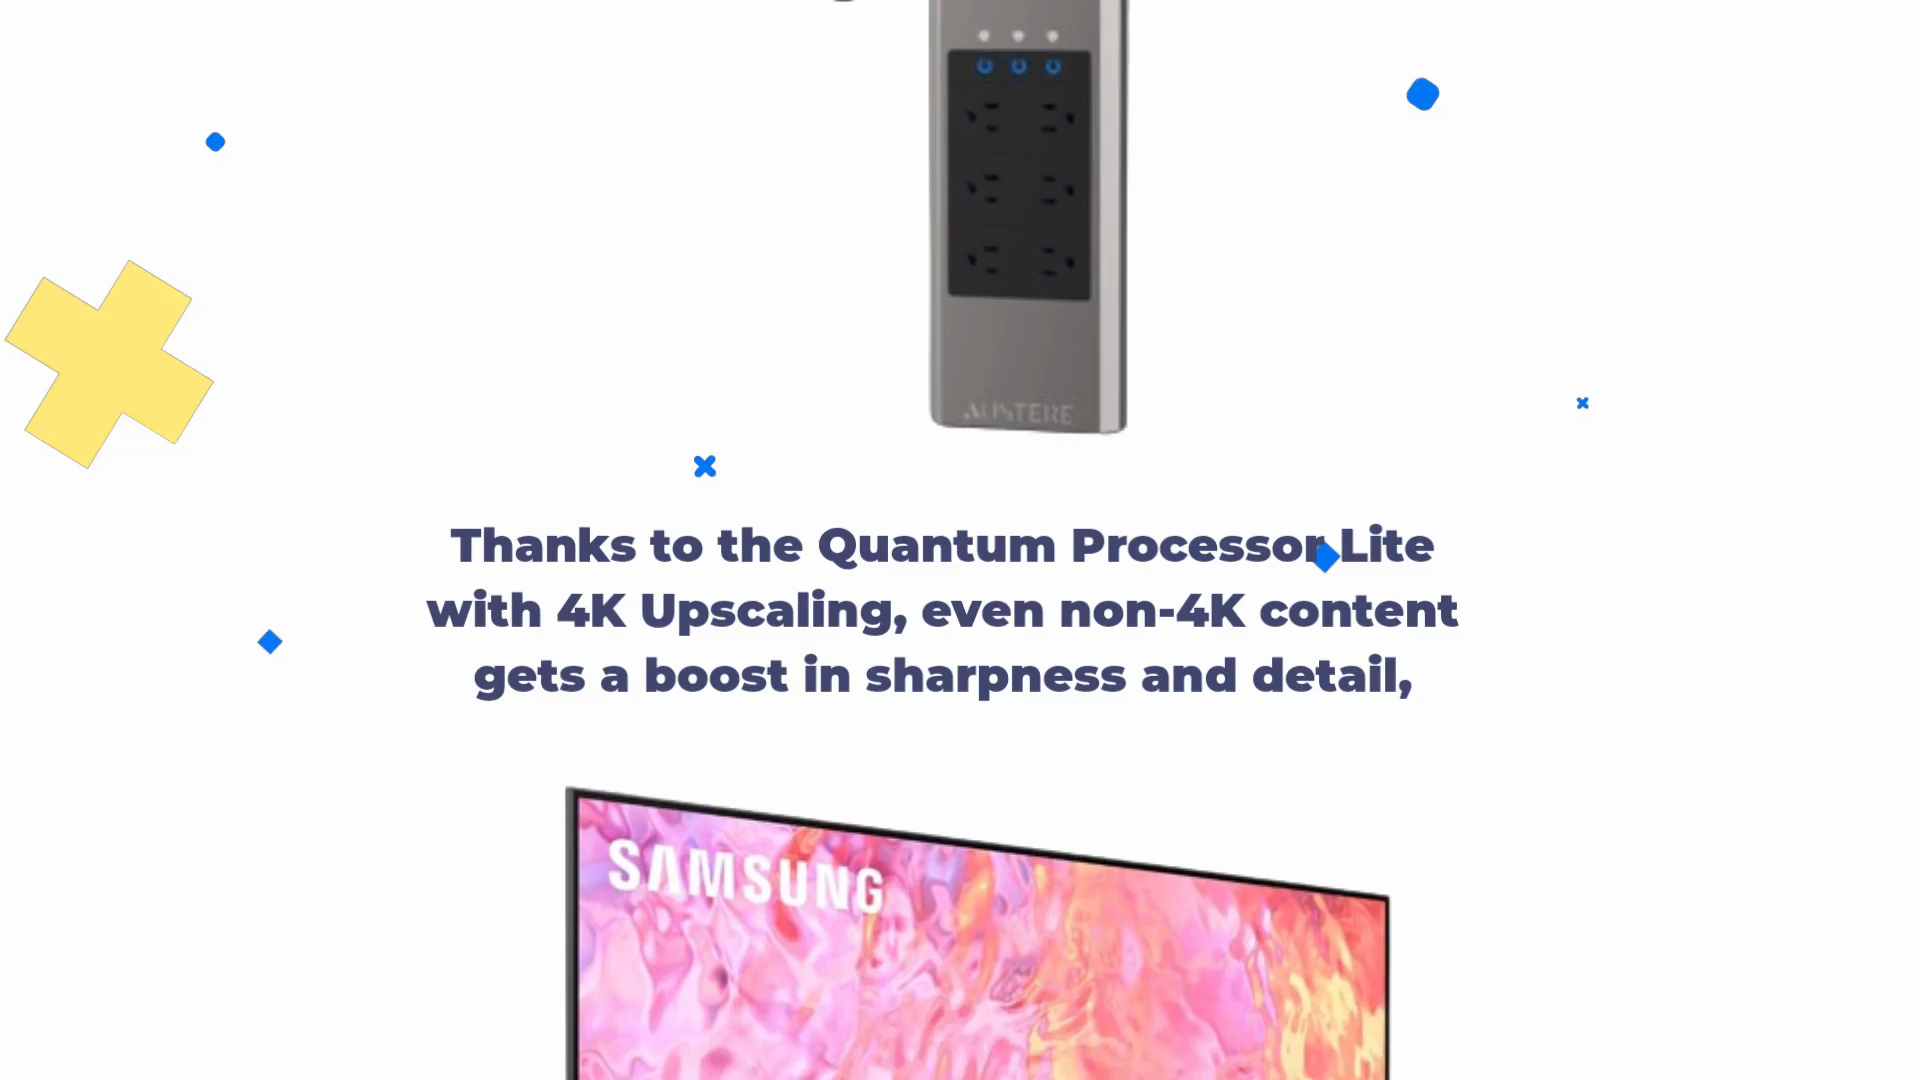 AUSTERE
Thanks to the Quantum Processor Lite
with 4K Upscaling, even non-4K content
gets a boost in sharpness and detail,
SAMSUNG